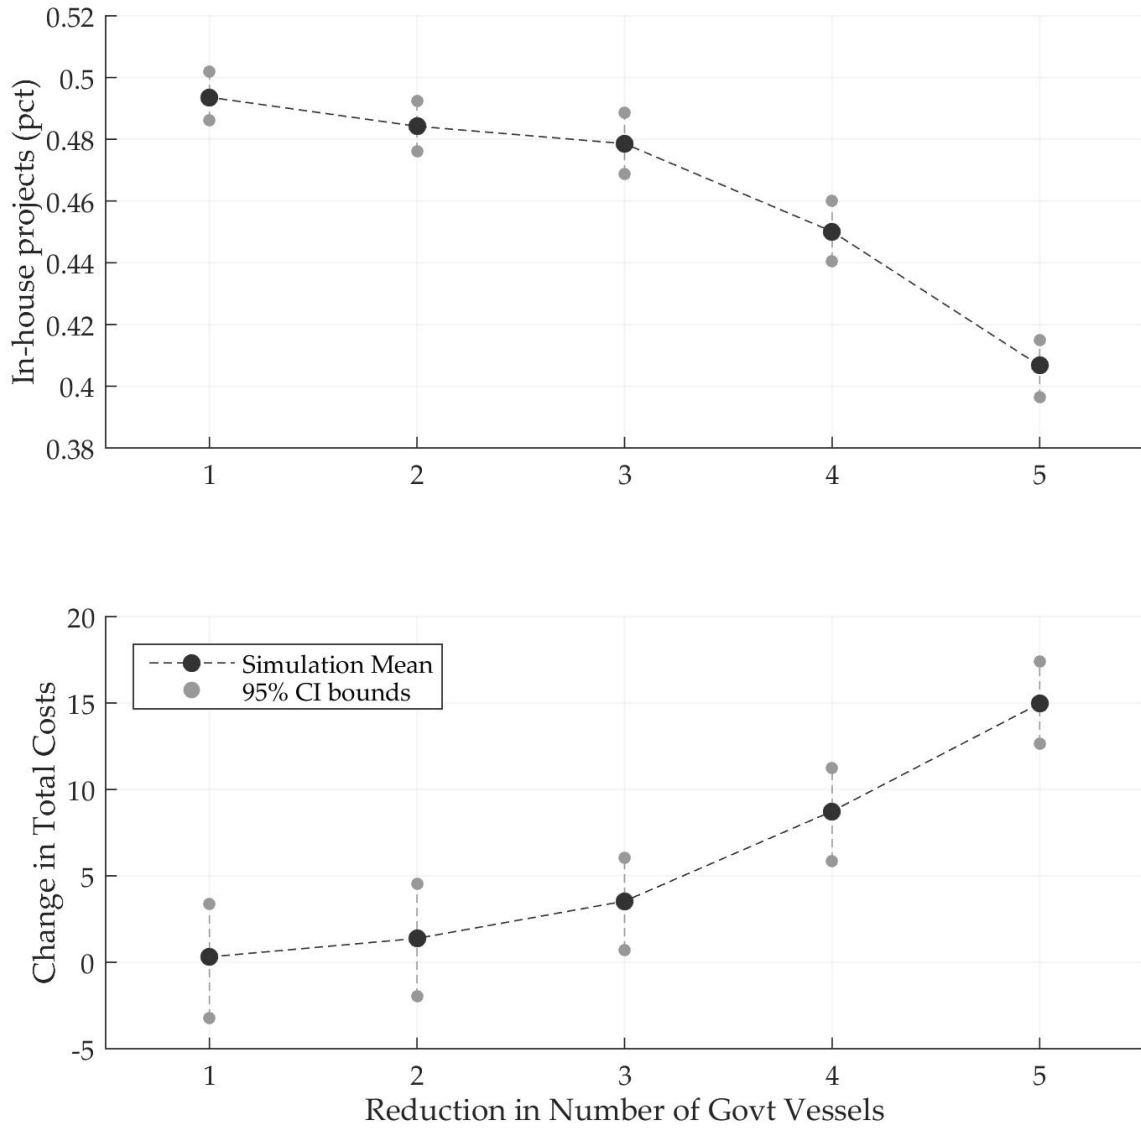 0.52
0.5
0.48
0.46
0.44
0.42
0.4
0.38
In-house projects (pct)
1 2 3 4 5
20
15
10
5
0
-5
Change in Total Costs
Simulation Mean
95% CI bounds
1 2 3 4 5
Reduction in Number of Govt Vessels